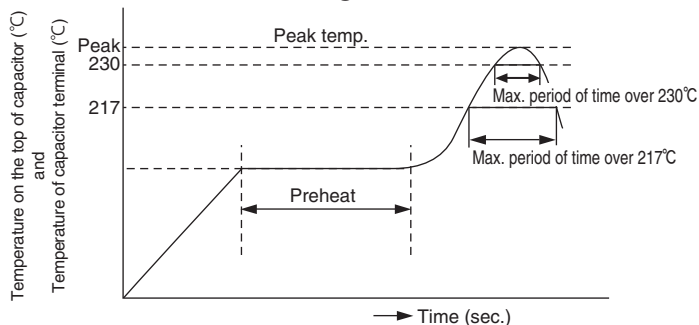 Temperature on the top of capacitor (℃)
and
Temperature of capacitor terminal (℃)
Peak
230
217
Peak temp.
Max. period of time over 230℃
Max. period of time over 217℃
Preheat
Time (sec.)